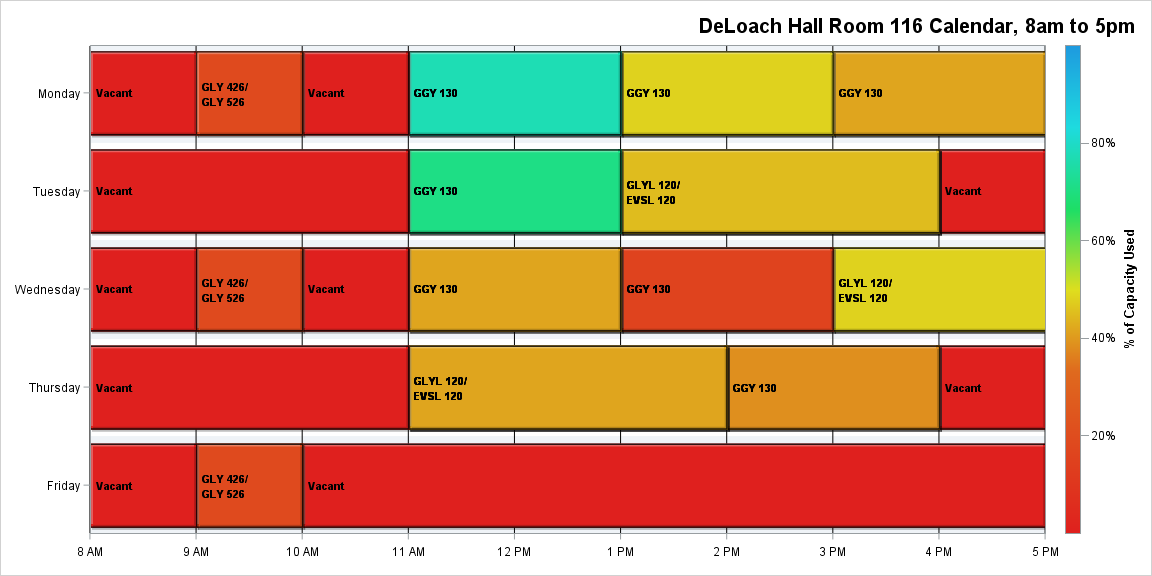 DeLoach Hall Room 116 Calendar, 8am to 5pm
Monday
Vacant
GLY 426/
GLY 526
Vacant
GGY 130
GGY 130
GGY 130
Tuesday
Vacant
GGY 130
GLYL 120/
EVSL 120
Vacant
Wednesday
Vacant
GLY 426/
GLY 526
Vacant
GGY 130
GGY 130
GLYL 120/
EVSL 120
Thursday
Vacant
GLYL 120/
EVSL 120
GGY 130
Vacant
Friday
Vacant
GLY 426/
GLY 526
Vacant
8 AM
9 AM
10 AM
11 AM
12 PM
1 PM
2 PM
3 PM
4 PM
5 PM
80%
60%
40%
20%
% of Capacity Used